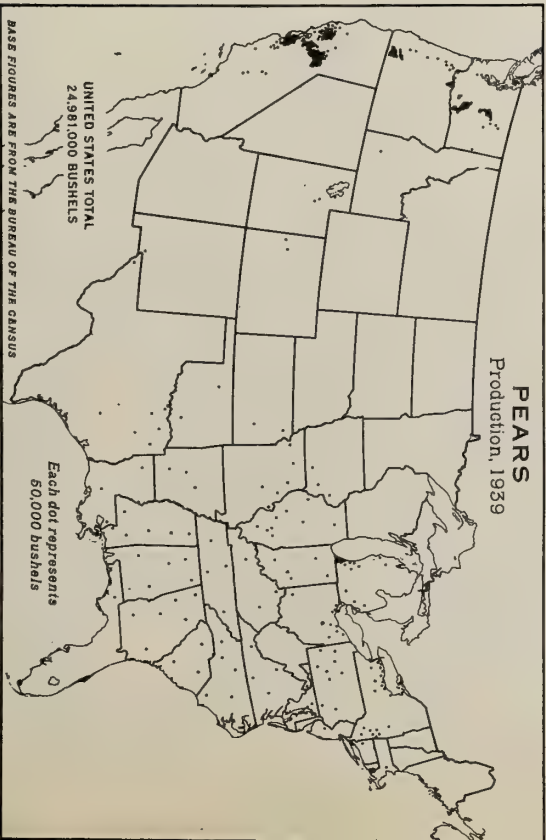 PEARS
Production, 1939
UNITED STATES TOTAL
24,981,000 BUSHELS
Each dot represents
50,000 bushels
BASE FIGURES ARE FROM THE BUREAU OF THE CENSUS